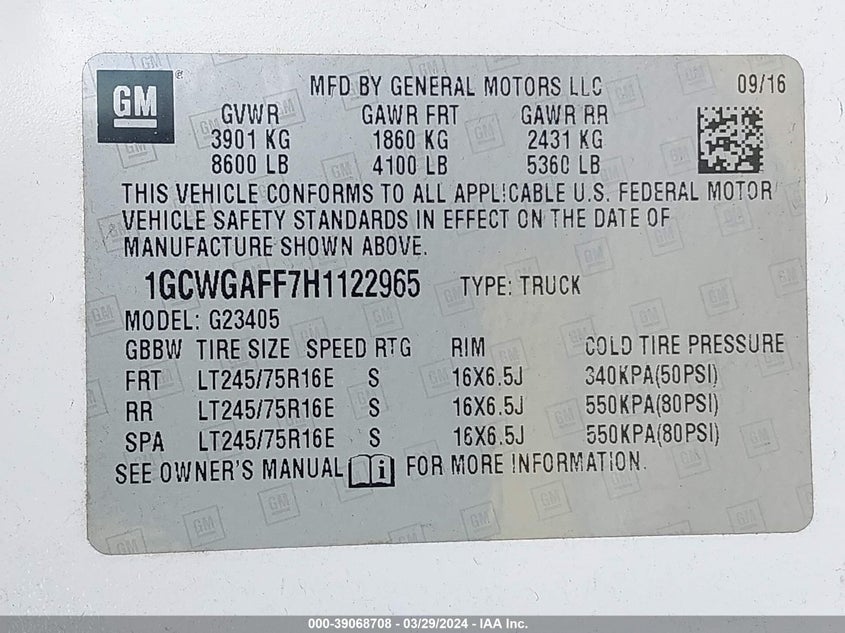 GM
MFD BY GENERAL MOTORS LLC 09/16
GVWR GAWR FRT GAWR RR
3901 KG 1860 KG 2431 KG
8600 LB 4100 LB 5360 LB
THIS VEHICLE CONFORMS TO ALL APPLICABLE U.S. FEDERAL MOTOR
VEHICLE SAFETY STANDARDS IN EFFECT ON THE DATE OF
MANUFACTURE SHOWN ABOVE.
1GCWGAFF7H1122965 TYPE: TRUCK
MODEL: G23405
GBBW TIRE SIZE SPEED RTG RIM COLD TIRE PRESSURE
FRT LT245/75R16E S 16X6.5J 340KPA(50PSI)
RR LT245/75R16E S 16X6.5J 550KPA(80PSI)
SPA LT245/75R16E S 16X6.5J 550KPA(80PSI)
SEE OWNER'S MANUAL i FOR MORE INFORMATION.
000-39068708 - 03/29/2024 - IAA Inc.